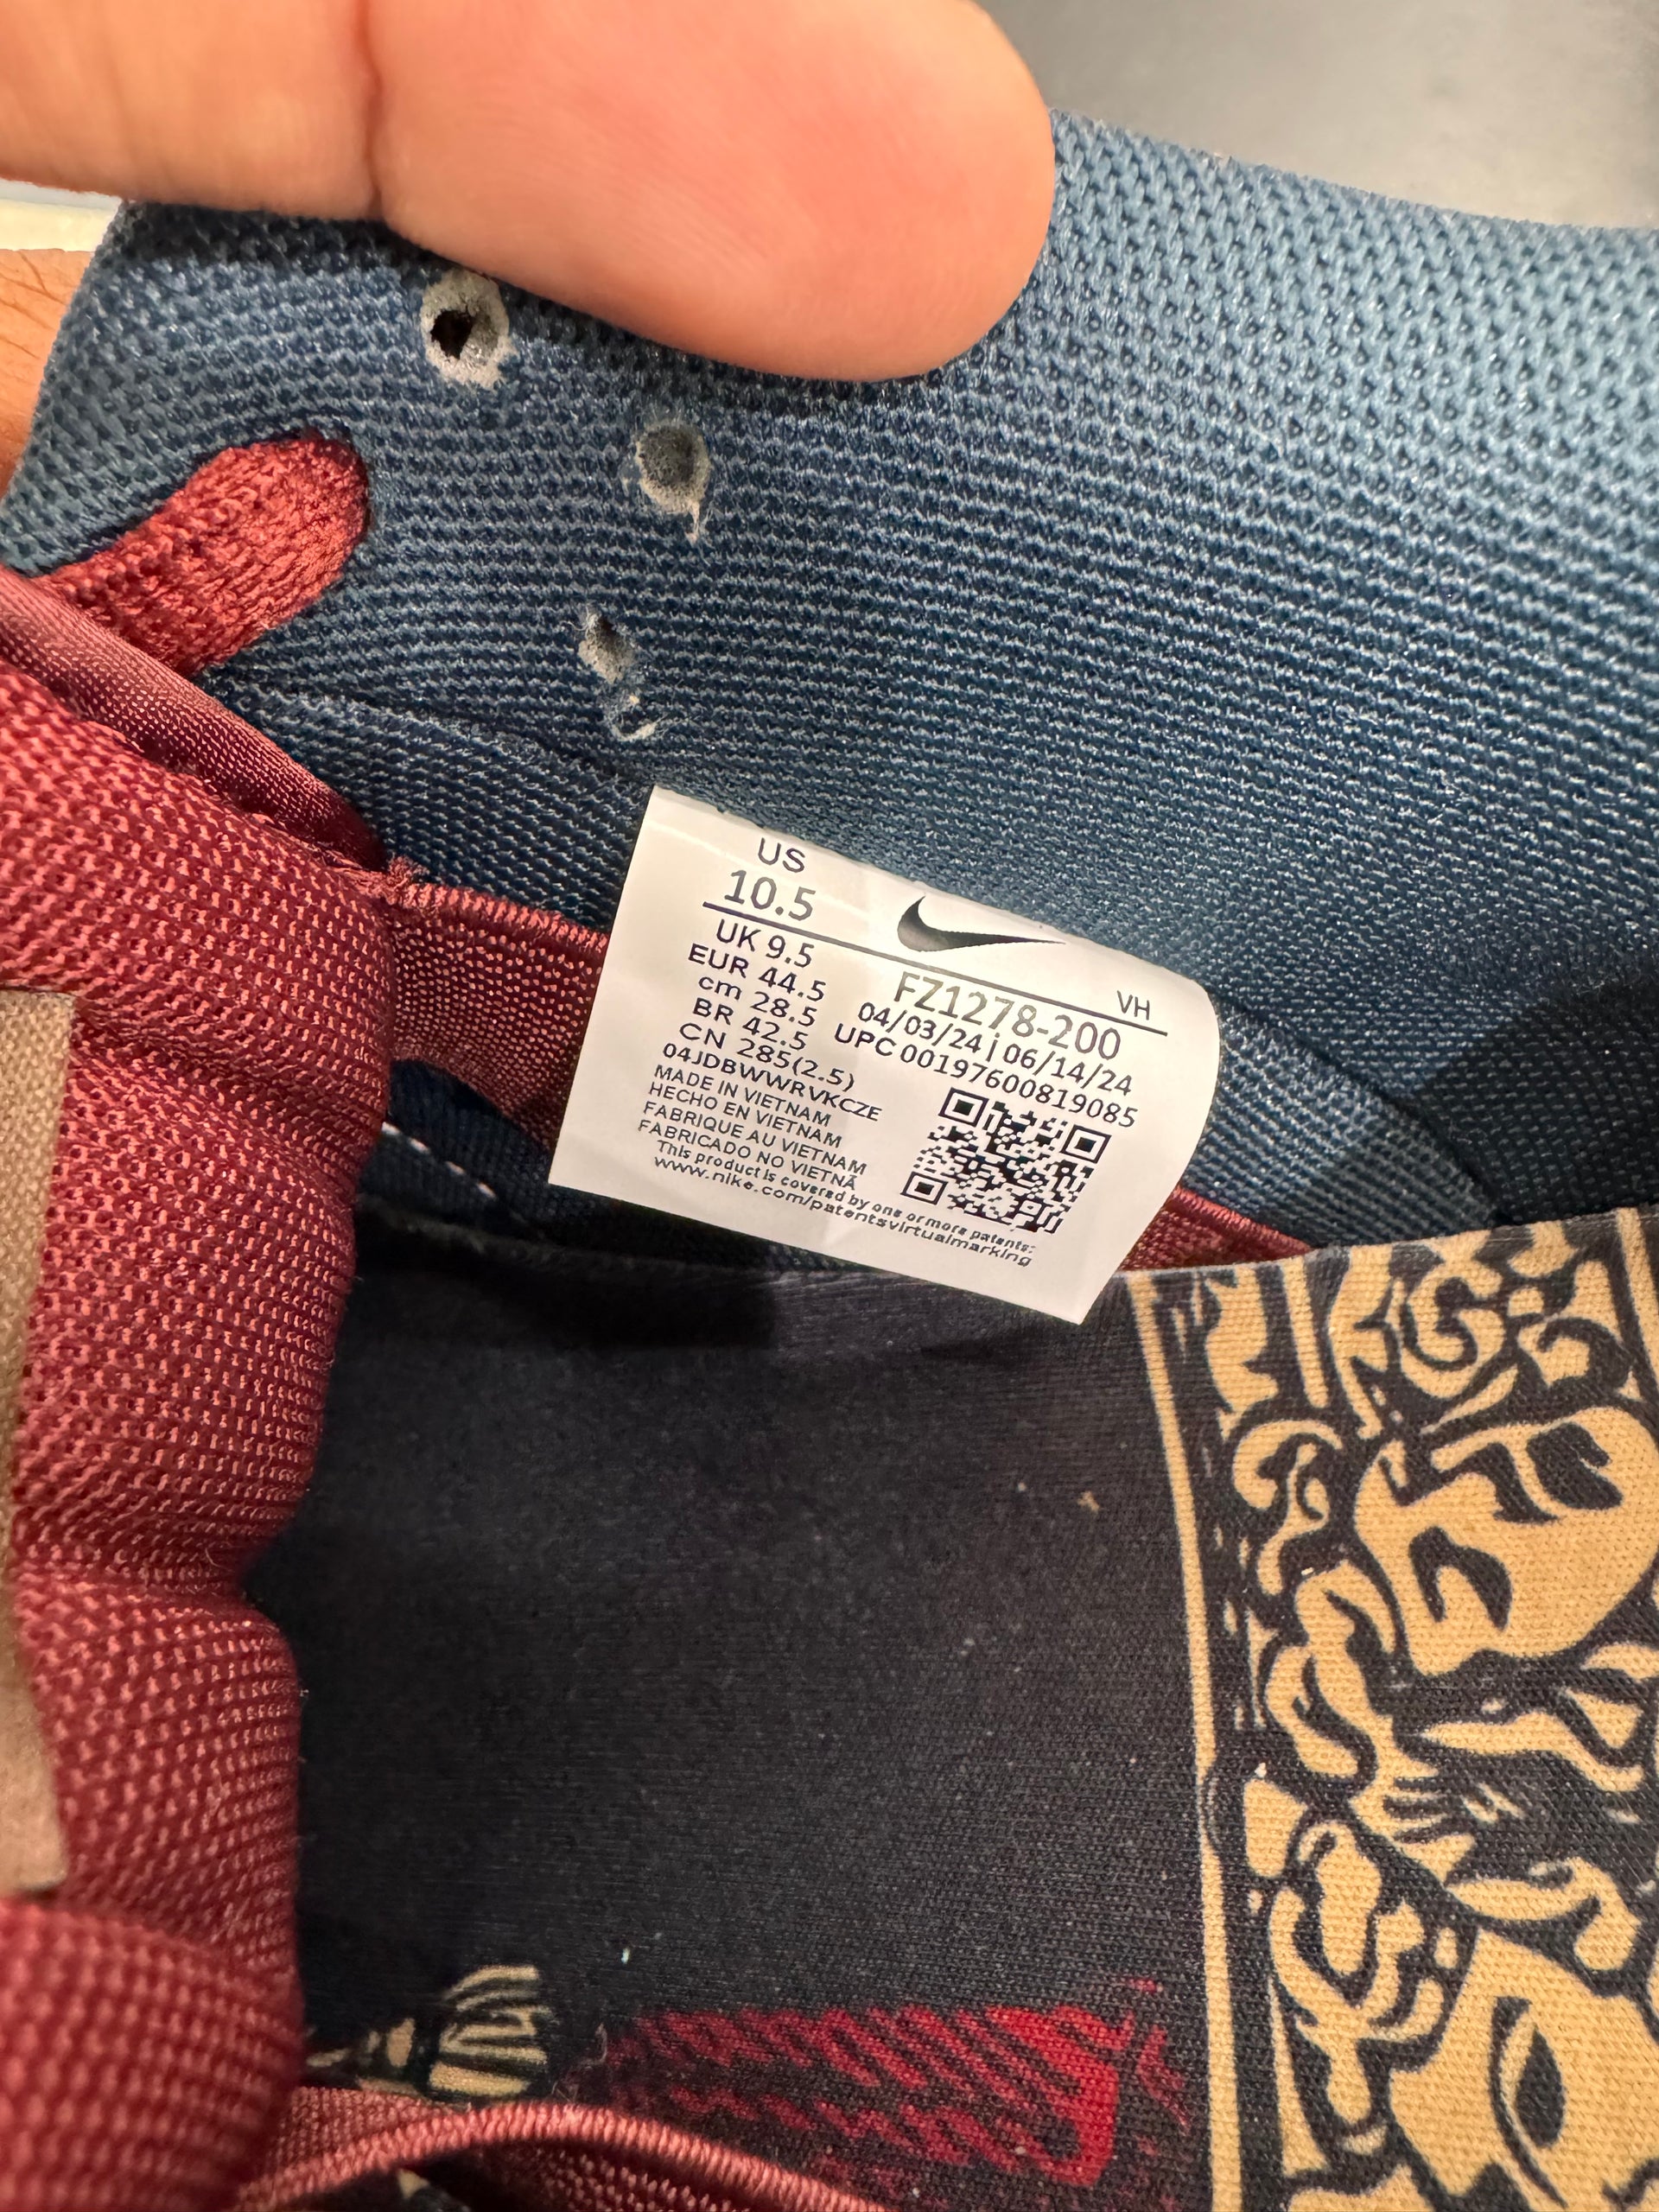 US
10.5
UK 9.5
EUR 44.5
cm 28.5
BR 42.5
CN 285(2.5)
04JDBWWRVKCZE
MADE IN VIETNAM
HECHO EN VIETNAM
FABRIQUE AU VIETNAM
FABRICADO NO VIETNÃ
This product is covered by one or more patents:
www.nike.com/patentsvirtualmarking
VH
FZ1278-200
04/03/24 | 06/14/24
UPC 00197600819085